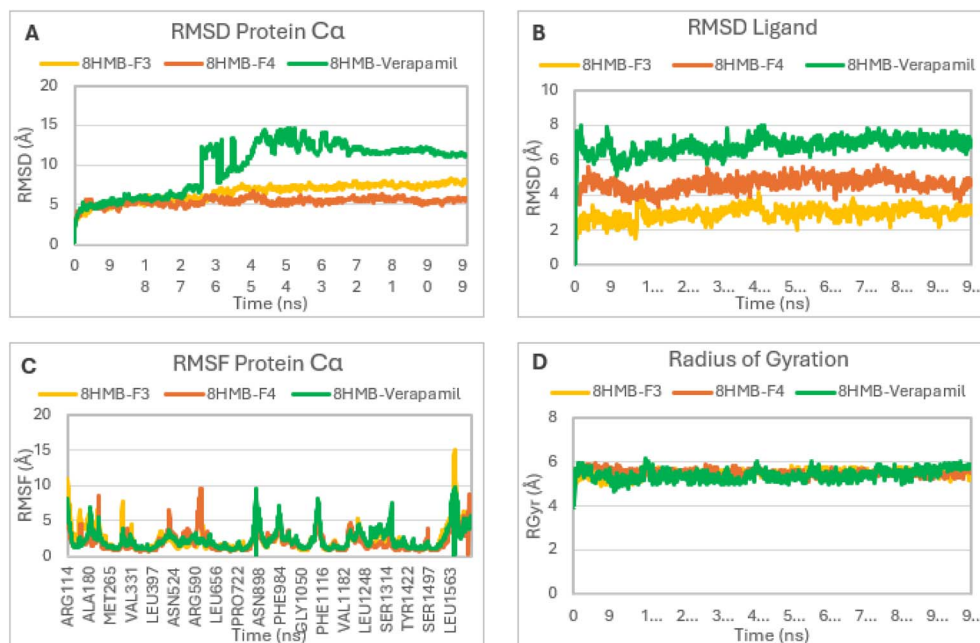 A
RMSD Protein Cα
8HMB-F3 8HMB-F4 8HMB-Verapamil
RMSD (Å)
20
15
10
5
0
0 9 1 2 3 4 5 6 7 8 9 9
8 7 6 5 4 3 2 1 0 9
Time (ns)
B
RMSD Ligand
8HMB-F3 8HMB-F4 8HMB-Verapamil
RMSD (Å)
10
8
6
4
2
0
0 9 1... 2... 3... 4... 5... 6... 7... 8... 9... 9...
Time (ns)
C
RMSF Protein Cα
8HMB-F3 8HMB-F4 8HMB-Verapamil
RMSF (Å)
20
15
10
5
0
ARG114
ALA180
MET265
VAL331
LEU397
ASN524
ARG590
LEU656
PRO722
ASN898
PHE984
GLY1050
PHE1116
VAL1182
LEU1248
SER1314
TYR1422
SER1497
LEU1563
Time (ns)
D
Radius of Gyration
8HMB-F3 8HMB-F4 8HMB-Verapamil
RGyr (Å)
8
6
4
2
0
0 9 1... 2... 3... 4... 5... 6... 7... 8... 9... 9...
Time (ns)